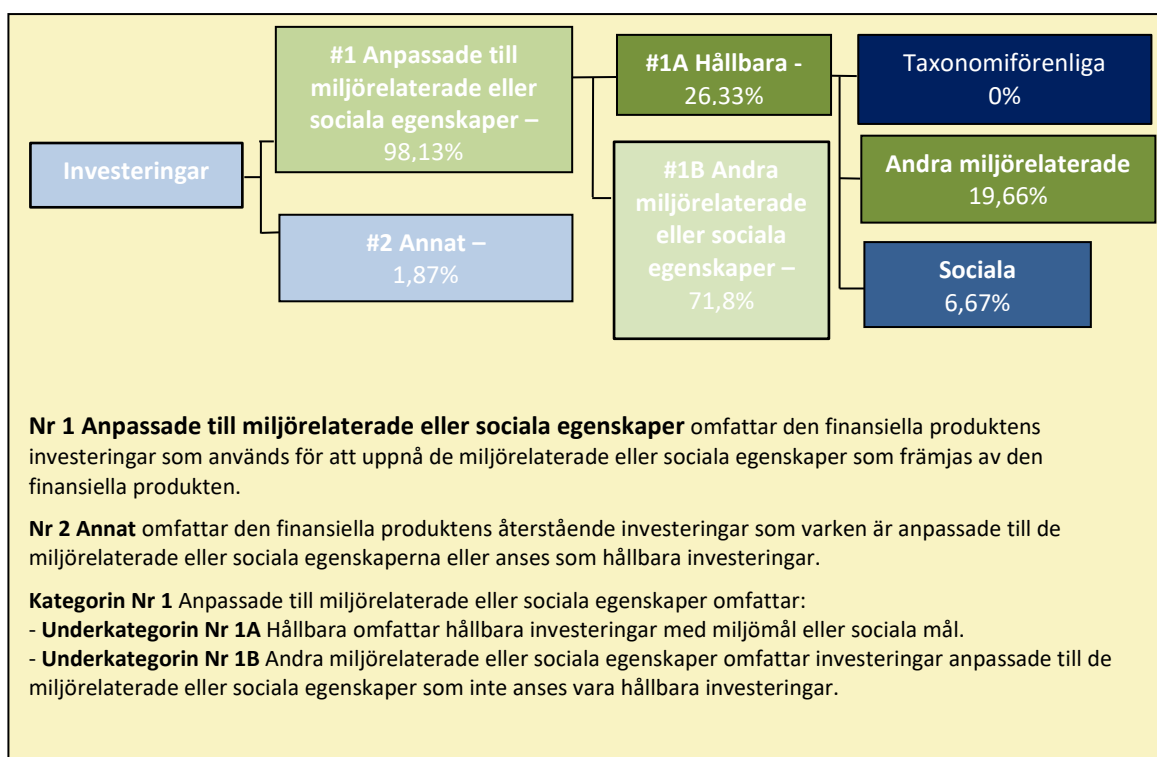 Investeringar
#1 Anpassade till
miljörelaterade eller
sociala egenskaper –
98,13%
#2 Annat –
1,87%
#1A Hållbara -
26,33%
#1B Andra
miljörelaterade
eller sociala
egenskaper –
71,8%
Taxonomiförenliga
0%
Andra miljörelaterade
19,66%
Sociala
6,67%
Nr 1 Anpassade till miljörelaterade eller sociala egenskaper omfattar den finansiella produktens
investeringar som används för att uppnå de miljörelaterade eller sociala egenskaper som främjas av den
finansiella produkten.
Nr 2 Annat omfattar den finansiella produktens återstående investeringar som varken är anpassade till de
miljörelaterade eller sociala egenskaperna eller anses som hållbara investeringar.
Kategorin Nr 1 Anpassade till miljörelaterade eller sociala egenskaper omfattar:
- Underkategorin Nr 1A Hållbara omfattar hållbara investeringar med miljömål eller sociala mål.
- Underkategorin Nr 1B Andra miljörelaterade eller sociala egenskaper omfattar investeringar anpassade till de
miljörelaterade eller sociala egenskaper som inte anses vara hållbara investeringar.